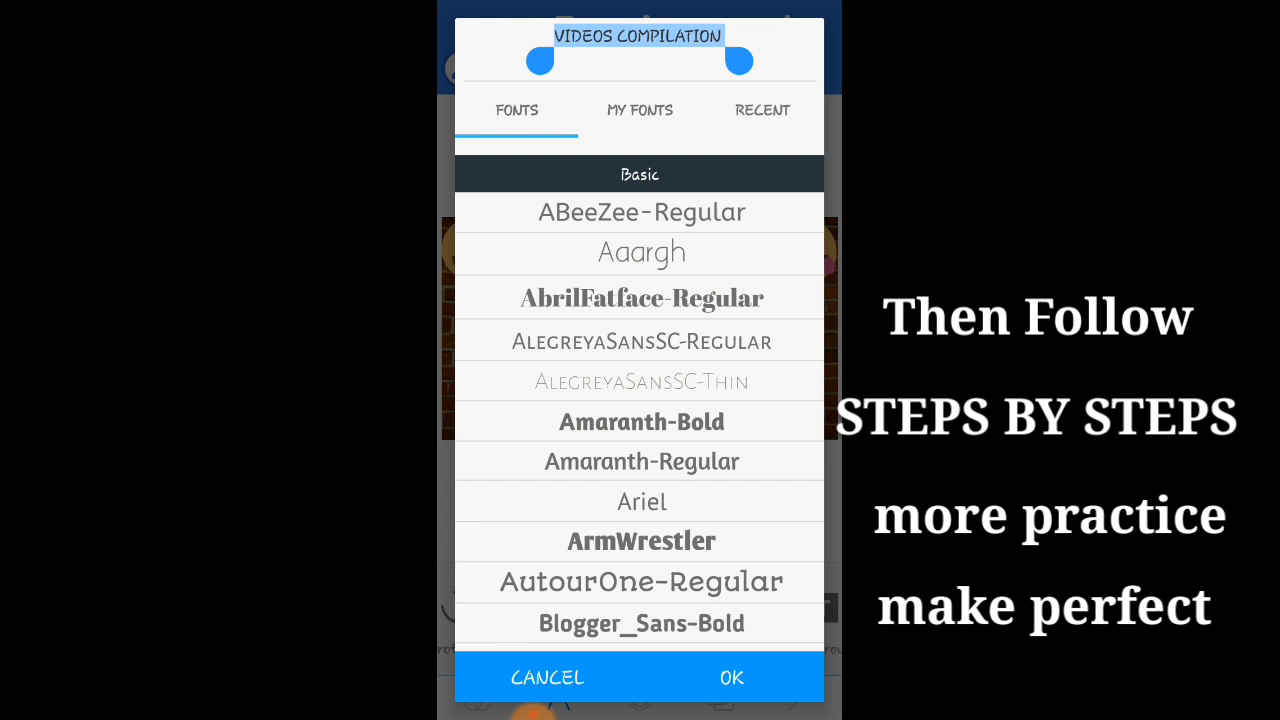 VIDEOS COMPILATION
FONTS MY FONTS RECENT
Basic
ABeeZee-Regular
Aaargh
AbrilFatface-Regular
AlegreyaSansSC-Regular
AlegreyaSansSC-Thin
Amaranth-Bold
Amaranth-Regular
Ariel
ArmWrestler
AutourOne-Regular
Blogger_Sans-Bold
CANCEL OK
Then Follow
STEPS BY STEPS
more practice
make perfect